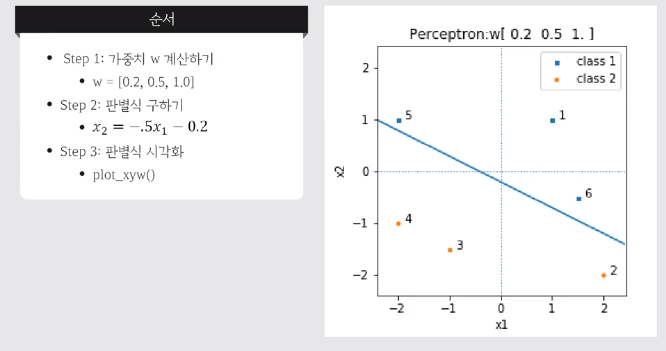 순서
• Step 1: 가중치 w 계산하기
• w = [0.2, 0.5, 1.0]
• Step 2: 판별식 구하기
• x₂ = −.5x₁ − 0.2
• Step 3: 판별식 시각화
• plot_xyw()
Perceptron:w[ 0.2 0.5 1. ]
class 1
class 2
2
1
0
−1
−2
x2
5
1
6
4
3
2
−2
−1
0
1
2
x1